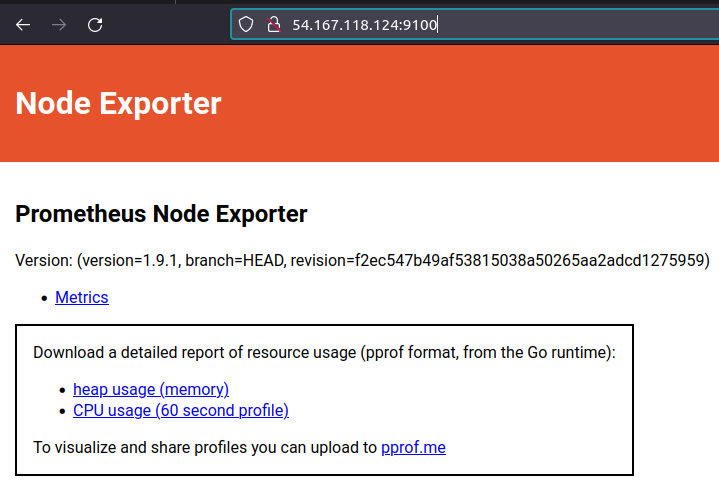 54.167.118.124:9100
Node Exporter
Prometheus Node Exporter
Version: (version=1.9.1, branch=HEAD, revision=f2ec547b49af53815038a50265aa2adcd1275959)
Metrics
Download a detailed report of resource usage (pprof format, from the Go runtime):
heap usage (memory)
CPU usage (60 second profile)
To visualize and share profiles you can upload to pprof.me